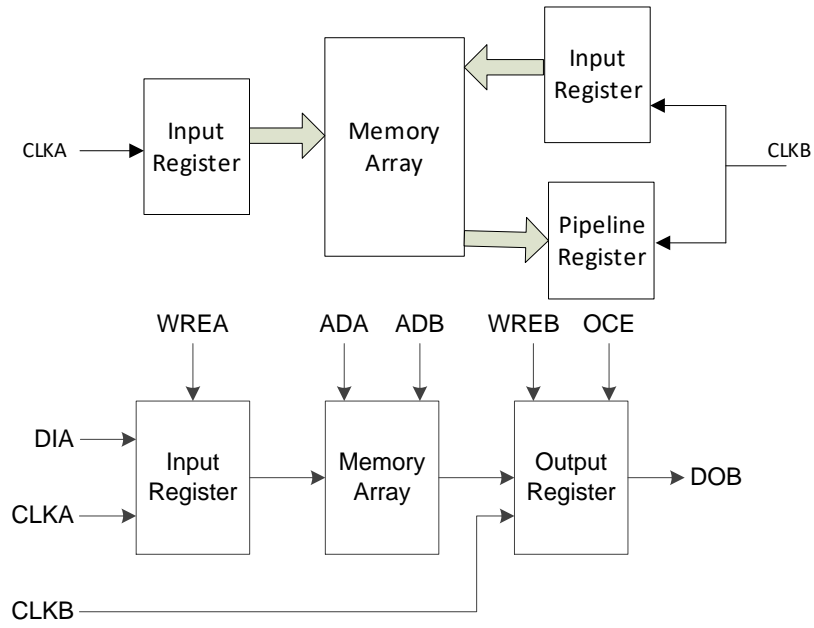 Input
Register
Memory
Array
Input
Register
CLKA
CLKB
Pipeline
Register
WREA
ADA
ADB
WREB
OCE
DIA
Input
Register
Memory
Array
Output
Register
DOB
CLKA
CLKB